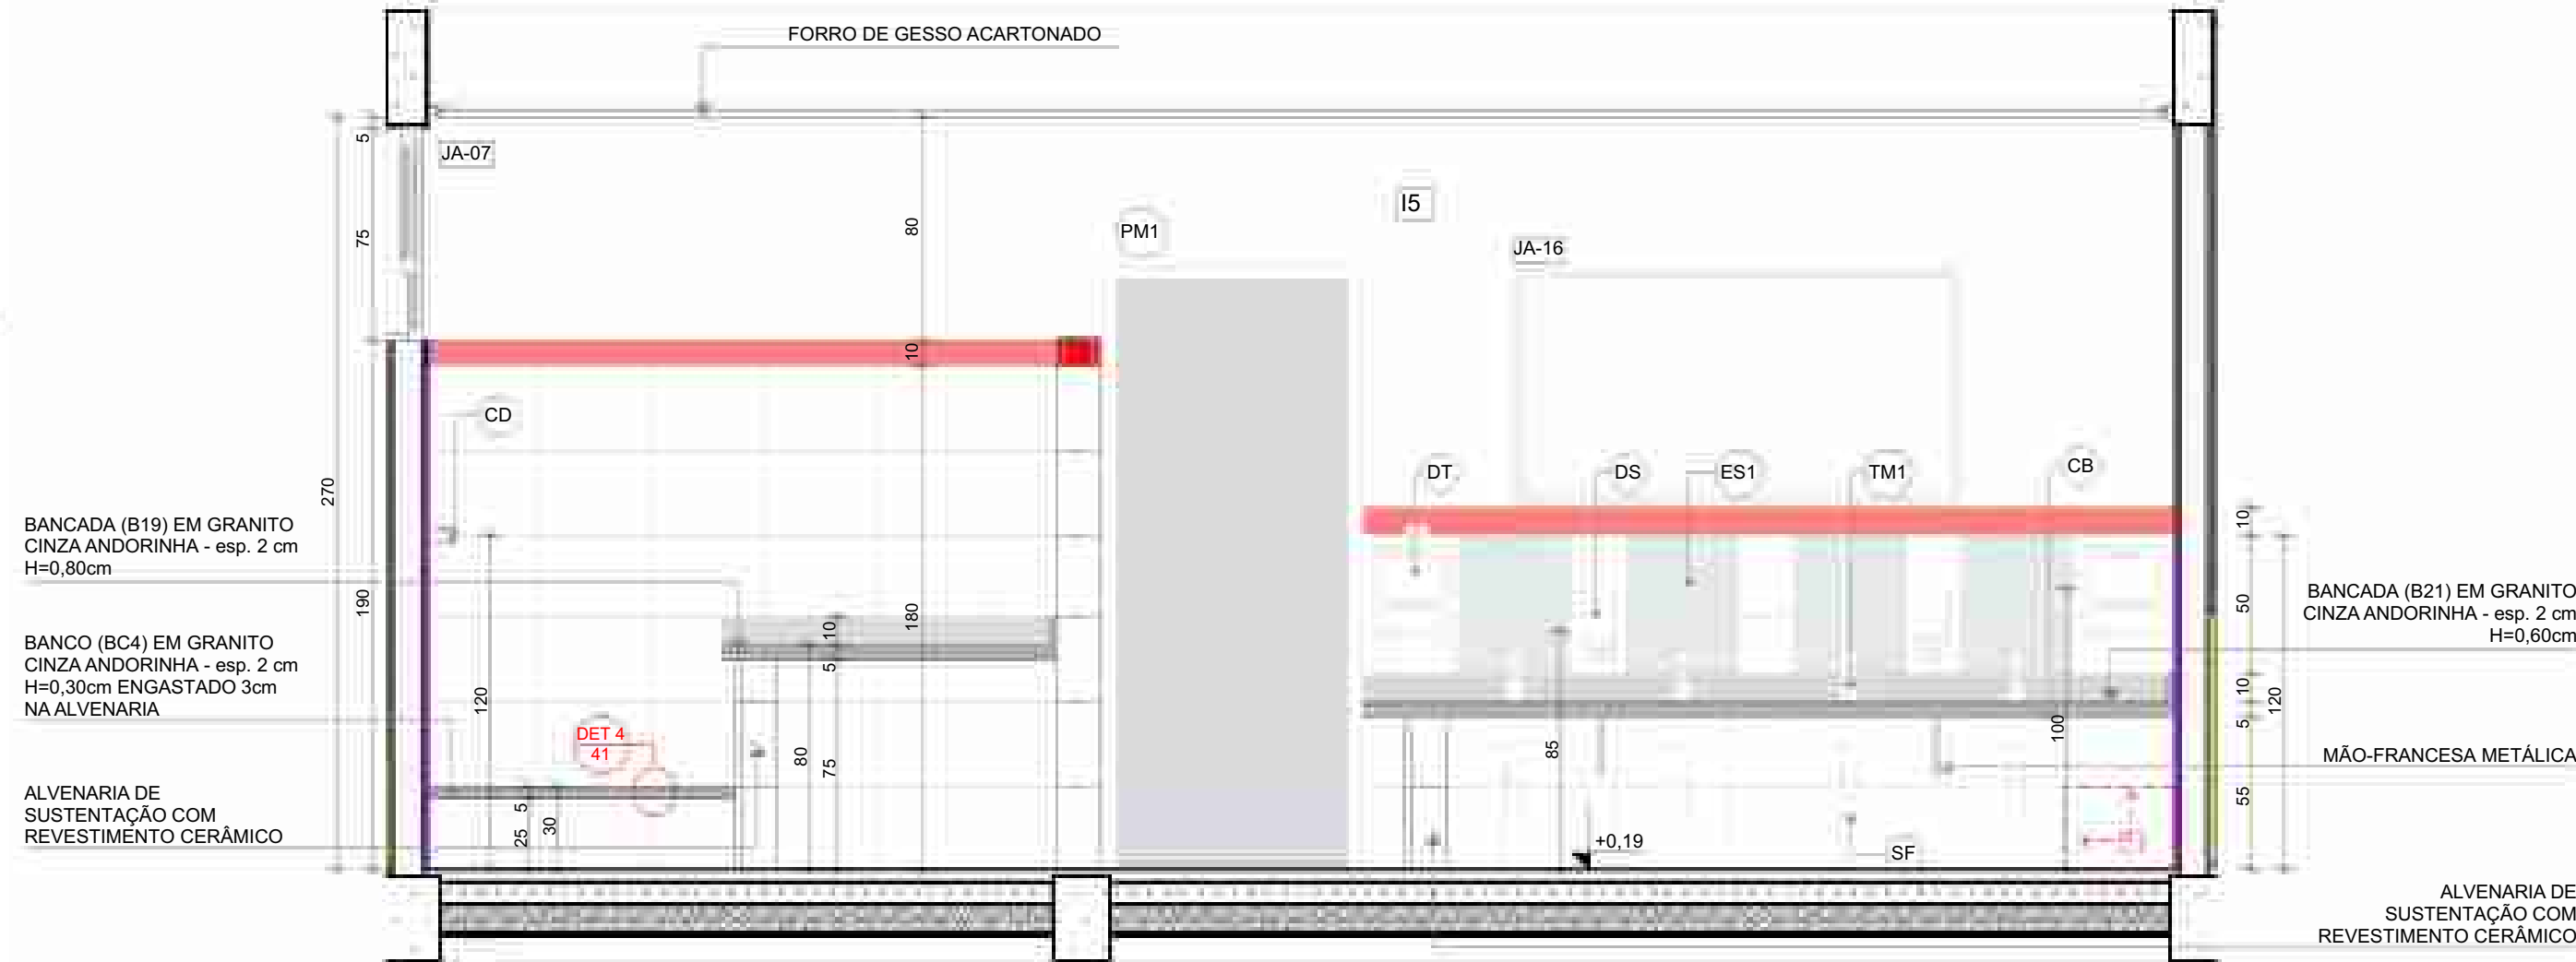 FORRO DE GESSO ACARTONADO
5
JA-07
75
80
PM1
I5
JA-16
10
CD
270
DT
DS
ES1
TM1
CB
BANCADA (B19) EM GRANITO
CINZA ANDORINHA - esp. 2 cm
H=0,80cm
190
180
10
5
BANCO (BC4) EM GRANITO
CINZA ANDORINHA - esp. 2 cm
H=0,30cm ENGASTADO 3cm
NA ALVENARIA
120
DET 4
41
80
75
ALVENARIA DE
SUSTENTAÇÃO COM
REVESTIMENTO CERÂMICO
5
25
30
85
100
+0,19
SF
10
50
10
5
120
55
BANCADA (B21) EM GRANITO
CINZA ANDORINHA - esp. 2 cm
H=0,60cm
MÃO-FRANCESA METÁLICA
ALVENARIA DE
SUSTENTAÇÃO COM
REVESTIMENTO CERÂMICO